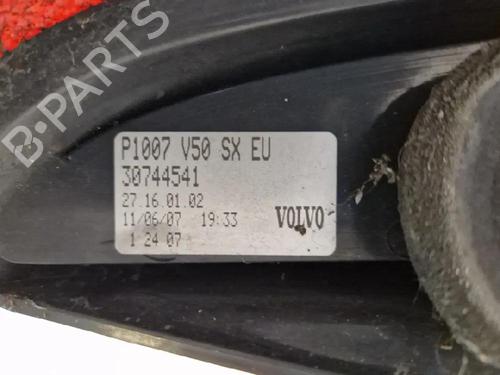 P1007 V50 SX EU
30744541
27.16.01.02
11/06/07 19:33
1 24 07
VOLVO
B-PARTS